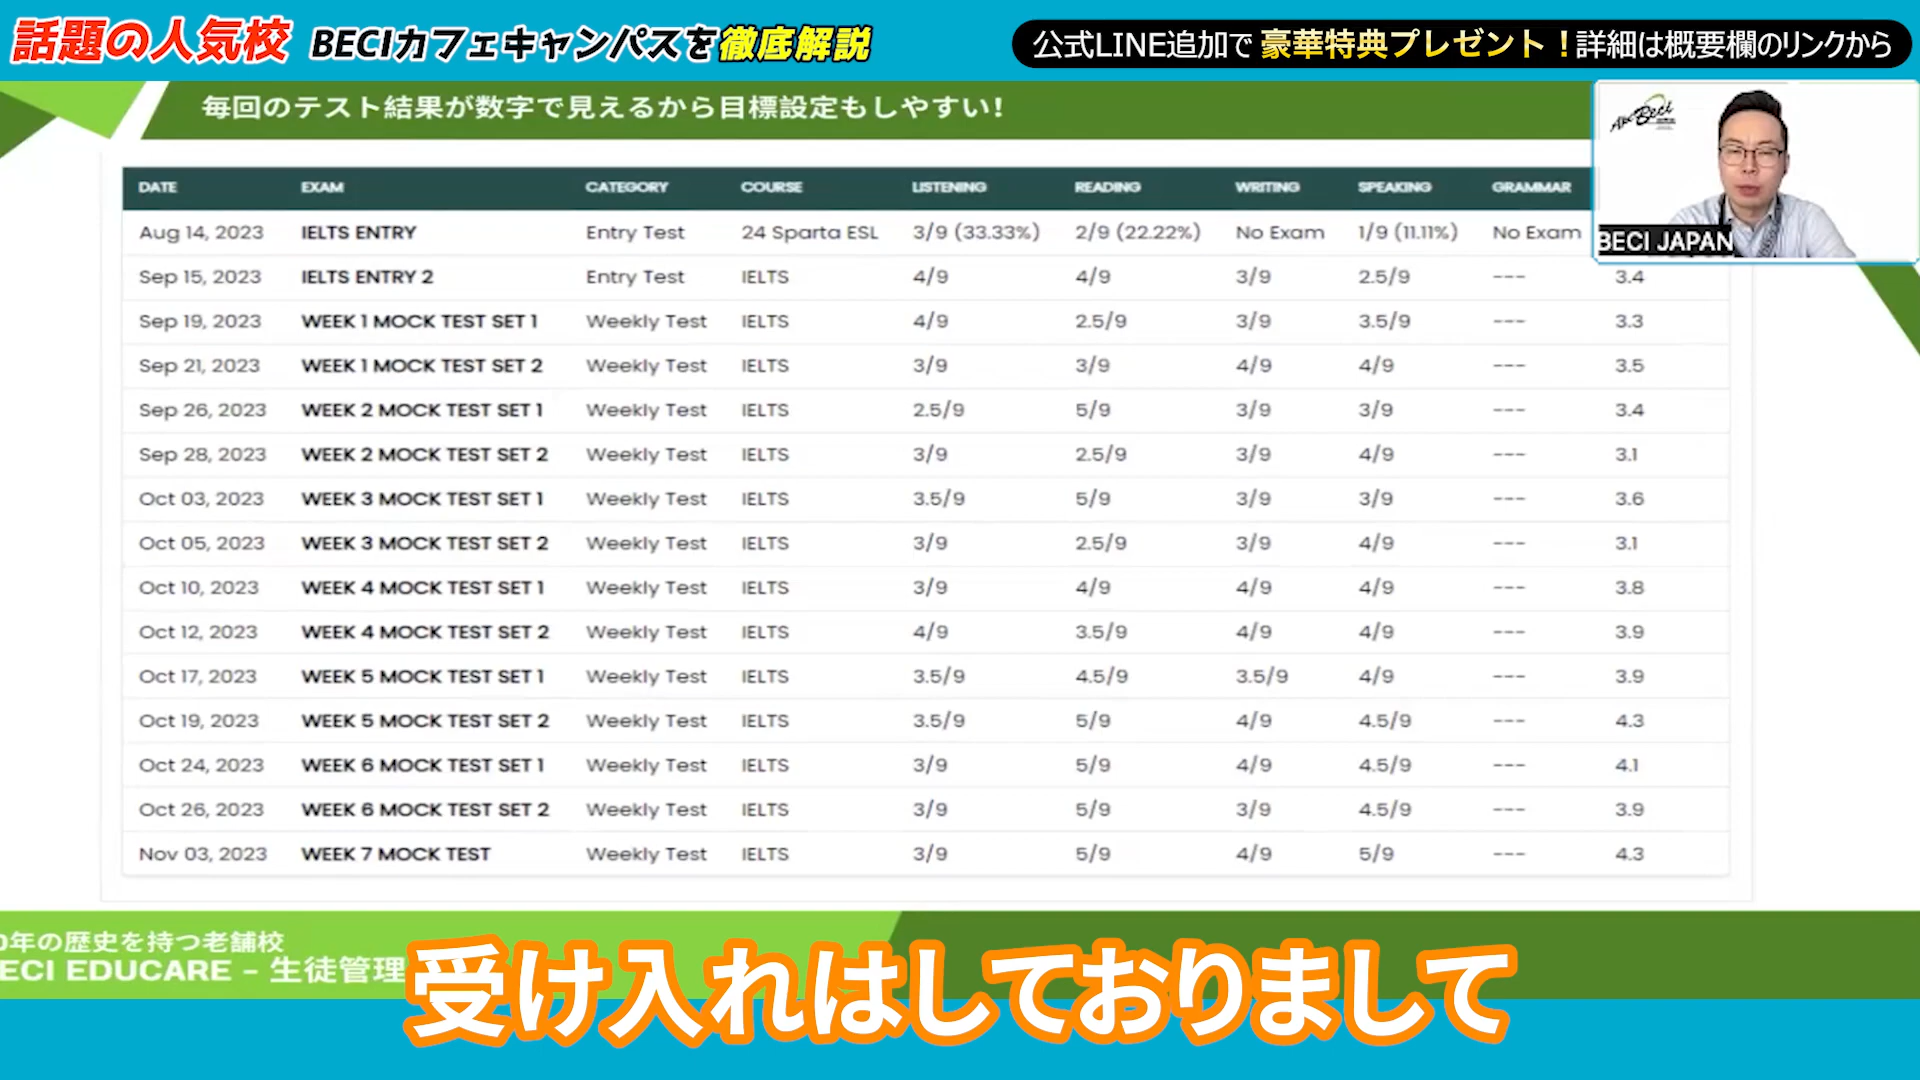 話題の人気校 BECIカフェキャンパスを徹底解説
公式LINE追加で 豪華特典プレゼント！詳細は概要欄のリンクから
毎回のテスト結果が数字で見えるから目標設定もしやすい！
Beci
BECI JAPAN
DATE EXAM CATEGORY COURSE LISTENING READING WRITING SPEAKING GRAMMAR
Aug 14, 2023 IELTS ENTRY Entry Test 24 Sparta ESL 3/9 (33.33%) 2/9 (22.22%) No Exam 1/9 (11.11%) No Exam
Sep 15, 2023 IELTS ENTRY 2 Entry Test IELTS 4/9 4/9 3/9 2.5/9 --- 3.4
Sep 19, 2023 WEEK 1 MOCK TEST SET 1 Weekly Test IELTS 4/9 2.5/9 3/9 3.5/9 --- 3.3
Sep 21, 2023 WEEK 1 MOCK TEST SET 2 Weekly Test IELTS 3/9 3/9 4/9 4/9 --- 3.5
Sep 26, 2023 WEEK 2 MOCK TEST SET 1 Weekly Test IELTS 2.5/9 5/9 3/9 3/9 --- 3.4
Sep 28, 2023 WEEK 2 MOCK TEST SET 2 Weekly Test IELTS 3/9 2.5/9 3/9 4/9 --- 3.1
Oct 03, 2023 WEEK 3 MOCK TEST SET 1 Weekly Test IELTS 3.5/9 5/9 3/9 3/9 --- 3.6
Oct 05, 2023 WEEK 3 MOCK TEST SET 2 Weekly Test IELTS 3/9 2.5/9 3/9 4/9 --- 3.1
Oct 10, 2023 WEEK 4 MOCK TEST SET 1 Weekly Test IELTS 3/9 4/9 4/9 4/9 --- 3.8
Oct 12, 2023 WEEK 4 MOCK TEST SET 2 Weekly Test IELTS 4/9 3.5/9 4/9 4/9 --- 3.9
Oct 17, 2023 WEEK 5 MOCK TEST SET 1 Weekly Test IELTS 3.5/9 4.5/9 3.5/9 4/9 --- 3.9
Oct 19, 2023 WEEK 5 MOCK TEST SET 2 Weekly Test IELTS 3.5/9 5/9 4/9 4.5/9 --- 4.3
Oct 24, 2023 WEEK 6 MOCK TEST SET 1 Weekly Test IELTS 3/9 5/9 4/9 4.5/9 --- 4.1
Oct 26, 2023 WEEK 6 MOCK TEST SET 2 Weekly Test IELTS 3/9 5/9 3/9 4.5/9 --- 3.9
Nov 03, 2023 WEEK 7 MOCK TEST Weekly Test IELTS 3/9 5/9 4/9 5/9 --- 4.3
0年の歴史を持つ老舗校
ECI EDUCARE – 生徒管理
受け入れはしておりまして